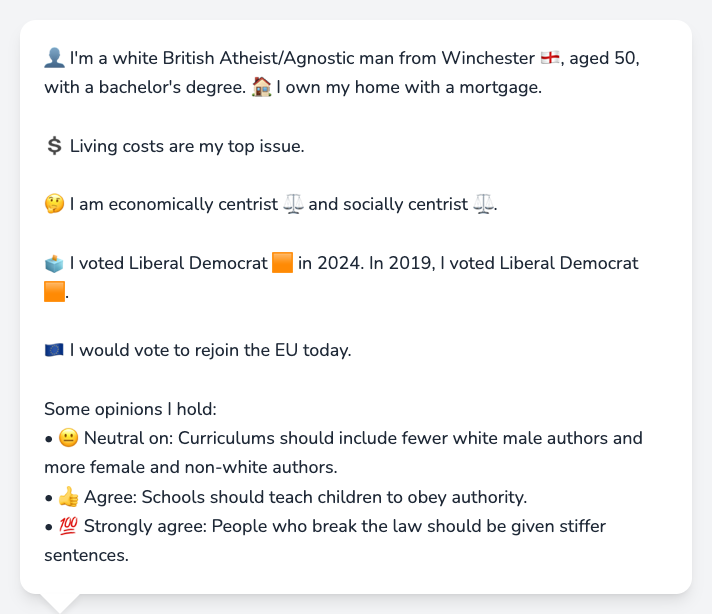 👤 I'm a white British Atheist/Agnostic man from Winchester 🏴󠁧󠁢󠁥󠁮󠁧󠁿, aged 50,
with a bachelor's degree. 🏠 I own my home with a mortgage.
💲 Living costs are my top issue.
🤔 I am economically centrist ⚖️ and socially centrist ⚖️.
🗳️ I voted Liberal Democrat 🟧 in 2024. In 2019, I voted Liberal Democrat
🟧.
🇪🇺 I would vote to rejoin the EU today.
Some opinions I hold:
• 😐 Neutral on: Curriculums should include fewer white male authors and
more female and non-white authors.
• 👍 Agree: Schools should teach children to obey authority.
• 💯 Strongly agree: People who break the law should be given stiffer
sentences.